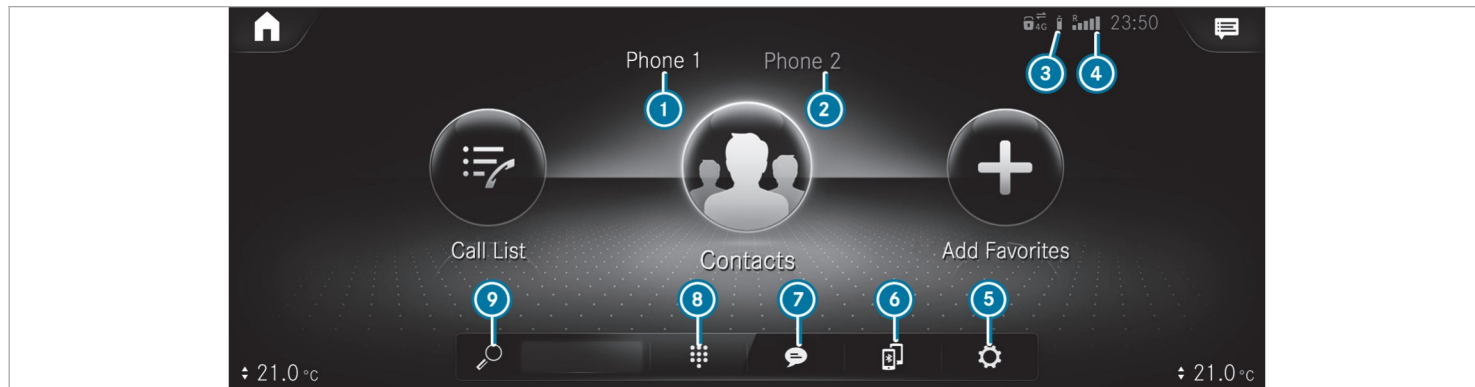 4G R 23:50
Phone 1 Phone 2
3 4
1 2
Call List Contacts Add Favorites
9 8 7 6 5
21.0 °C 21.0 °C